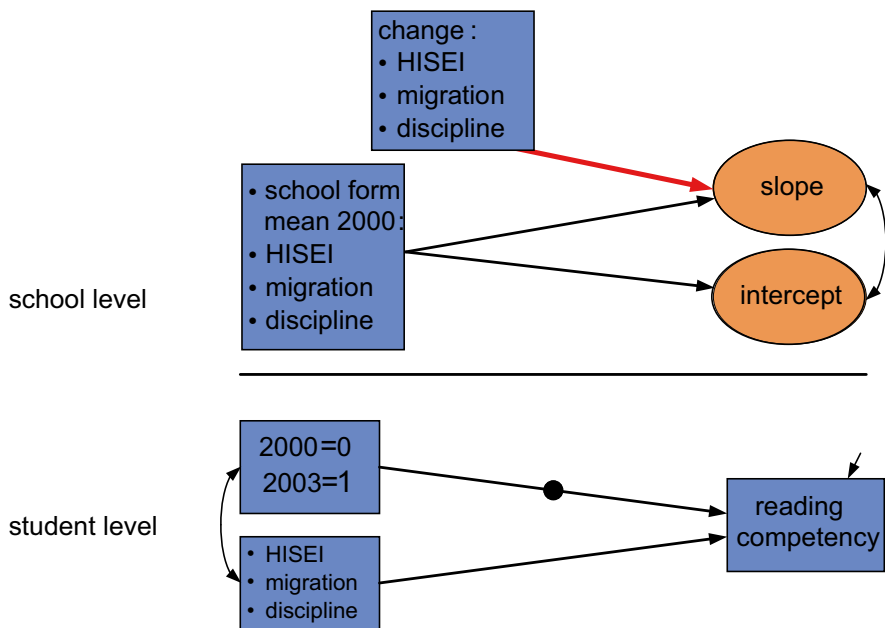 change :
• HISEI
• migration
• discipline
slope
• school form
mean 2000:
• HISEI
• migration
• discipline
intercept
school level
2000=0
2003=1
reading
competency
student level
• HISEI
• migration
• discipline